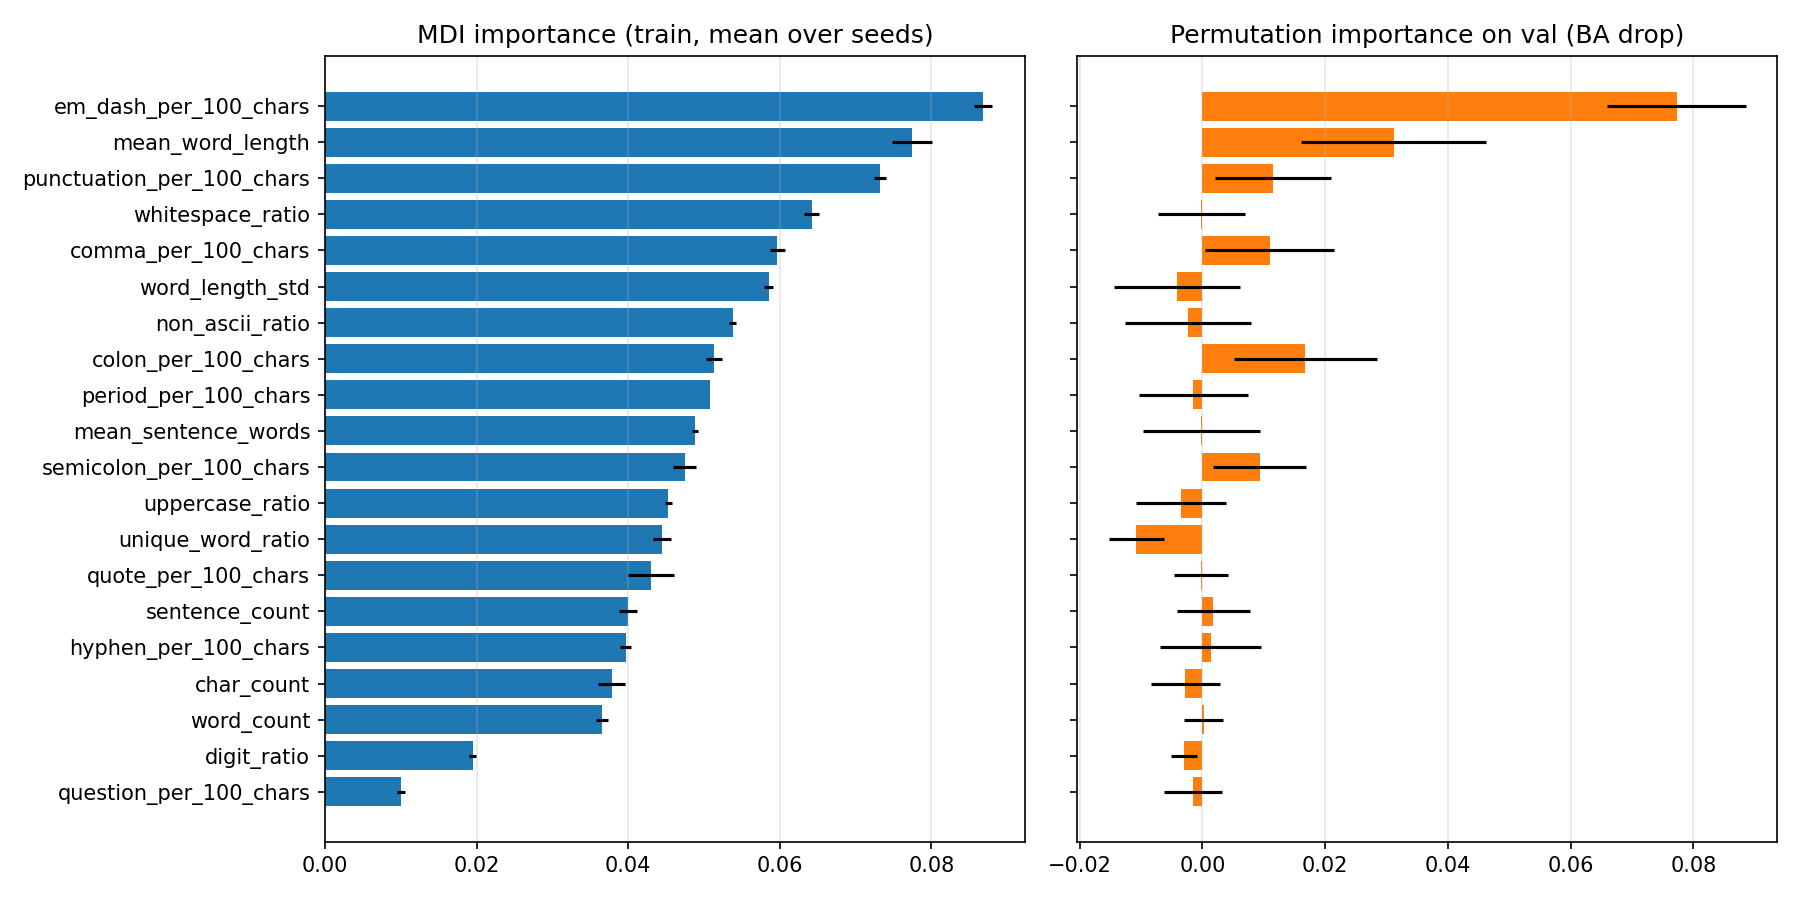 MDI importance (train, mean over seeds)
Permutation importance on val (BA drop)
em_dash_per_100_chars
mean_word_length
punctuation_per_100_chars
whitespace_ratio
comma_per_100_chars
word_length_std
non_ascii_ratio
colon_per_100_chars
period_per_100_chars
mean_sentence_words
semicolon_per_100_chars
uppercase_ratio
unique_word_ratio
quote_per_100_chars
sentence_count
hyphen_per_100_chars
char_count
word_count
digit_ratio
question_per_100_chars
0.00 0.02 0.04 0.06 0.08
−0.02 0.00 0.02 0.04 0.06 0.08